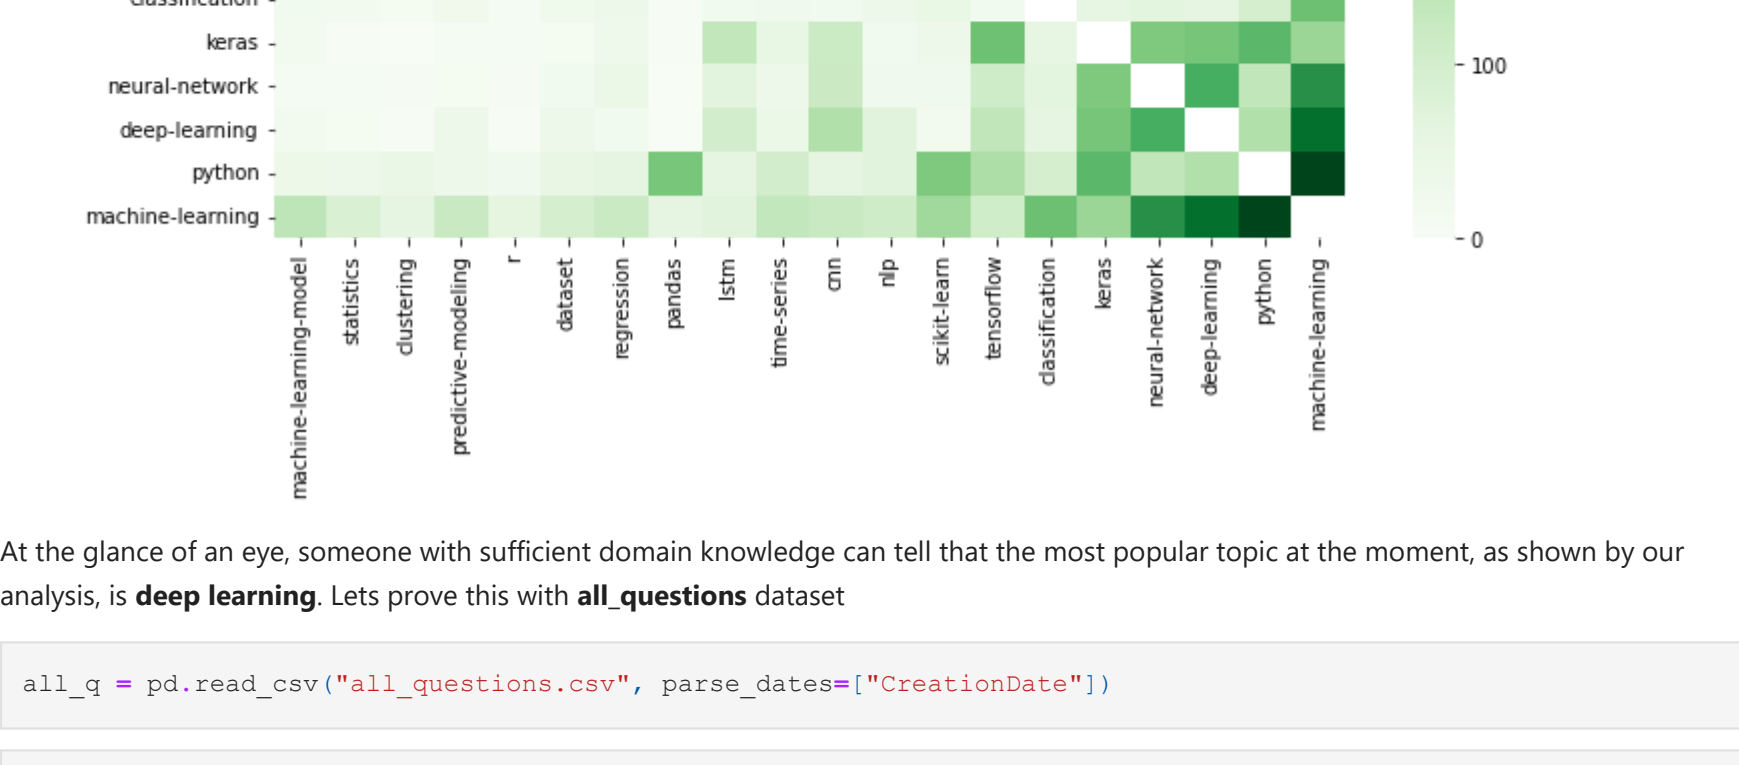 classification
keras
neural-network
deep-learning
python
machine-learning
100
0
machine-learning-model
statistics
clustering
predictive-modeling
r
dataset
regression
pandas
lstm
time-series
cnn
nlp
scikit-learn
tensorflow
classification
keras
neural-network
deep-learning
python
machine-learning
At the glance of an eye, someone with sufficient domain knowledge can tell that the most popular topic at the moment, as shown by our
analysis, is deep learning. Lets prove this with all_questions dataset
all_q = pd.read_csv("all_questions.csv", parse_dates=["CreationDate"])